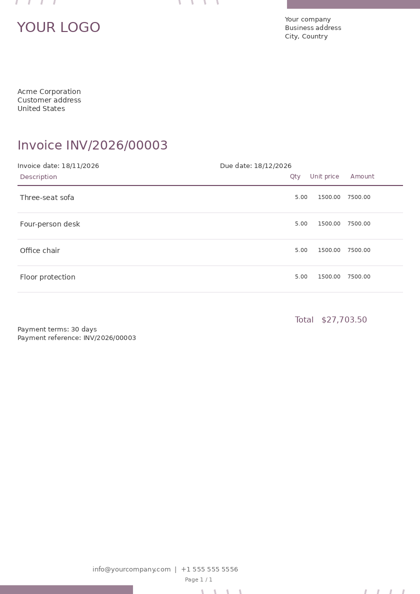 YOUR LOGO
Your company
Business address
City, Country
Acme Corporation
Customer address
United States
Invoice INV/2026/00003
Invoice date: 18/11/2026 Due date: 18/12/2026
Description Qty Unit price Amount
Three-seat sofa 5.00 1500.00 7500.00
Four-person desk 5.00 1500.00 7500.00
Office chair 5.00 1500.00 7500.00
Floor protection 5.00 1500.00 7500.00
Total $27,703.50
Payment terms: 30 days
Payment reference: INV/2026/00003
info@yourcompany.com | +1 555 555 5556
Page 1 / 1